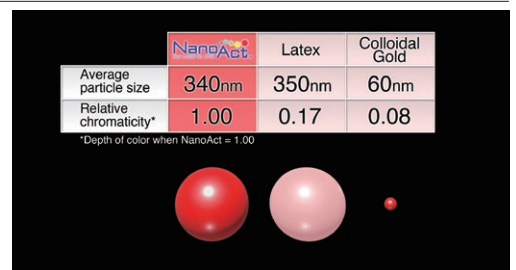 NanoAct Latex Colloidal Gold
Average particle size 340nm 350nm 60nm
Relative chromaticity* 1.00 0.17 0.08
*Depth of color when NanoAct = 1.00